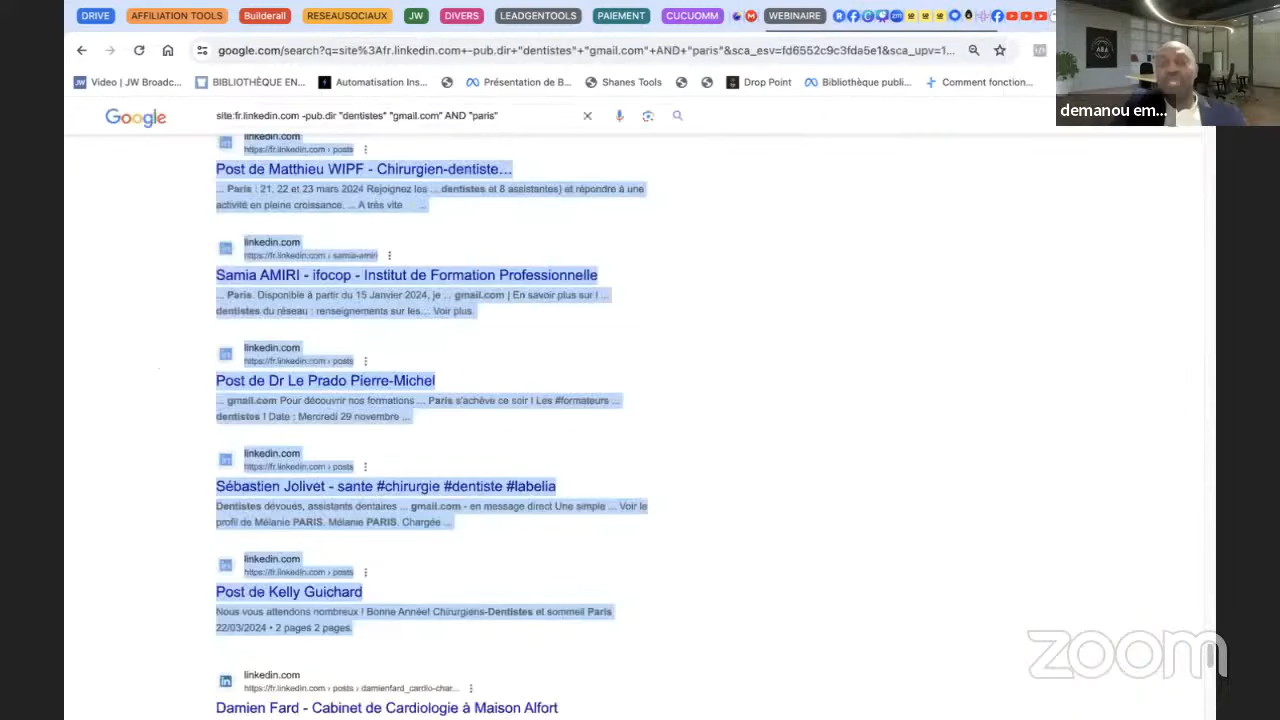 DRIVE AFFILIATION TOOLS Builderall RESEAUSOCIAUX JW DIVERS LEADGENTOOLS PAIEMENT CUCUOMM WEBINAIRE
google.com/search?q=site%3Afr.linkedin.com+-pub.dir+"dentistes"+"gmail.com"+AND+"paris"&sca_esv=fd6552c9c3fda5e1&sca_upv=1...
Video | JW Broadc... BIBLIOTHÈQUE EN... Automatisation Ins... Présentation de B... Shanes Tools Drop Point Bibliothèque publi... Comment fonction...
demanou em...
Google site:fr.linkedin.com -pub.dir "dentistes" "gmail.com" AND "paris"
linkedin.com
https://fr.linkedin.com › posts
Post de Matthieu WIPF - Chirurgien-dentiste...
... Paris : 21, 22 et 23 mars 2024 Rejoignez les ... dentistes et 8 assistantes) et répondre à une
activité en pleine croissance. ... A très vite ...
linkedin.com
https://fr.linkedin.com › samia-amiri
Samia AMIRI - ifocop - Institut de Formation Professionnelle
... Paris. Disponible à partir du 15 Janvier 2024, je ... gmail.com | En savoir plus sur ! ...
dentistes du réseau : renseignements sur les... Voir plus.
linkedin.com
https://fr.linkedin.com › posts
Post de Dr Le Prado Pierre-Michel
... gmail.com Pour découvrir nos formations ... Paris s'achève ce soir ! Les #formateurs ...
dentistes ! Date : Mercredi 29 novembre ...
linkedin.com
https://fr.linkedin.com › posts
Sébastien Jolivet - sante #chirurgie #dentiste #labelia
Dentistes dévoués, assistants dentaires ... gmail.com - en message direct Une simple ... Voir le
profil de Mélanie PARIS. Mélanie PARIS. Chargée ...
linkedin.com
https://fr.linkedin.com › posts
Post de Kelly Guichard
Nous vous attendons nombreux ! Bonne Année! Chirurgiens-Dentistes et sommeil Paris
22/03/2024 • 2 pages 2 pages.
linkedin.com
https://fr.linkedin.com › posts › damienfard_cardio-char...
Damien Fard - Cabinet de Cardiologie à Maison Alfort
zoom